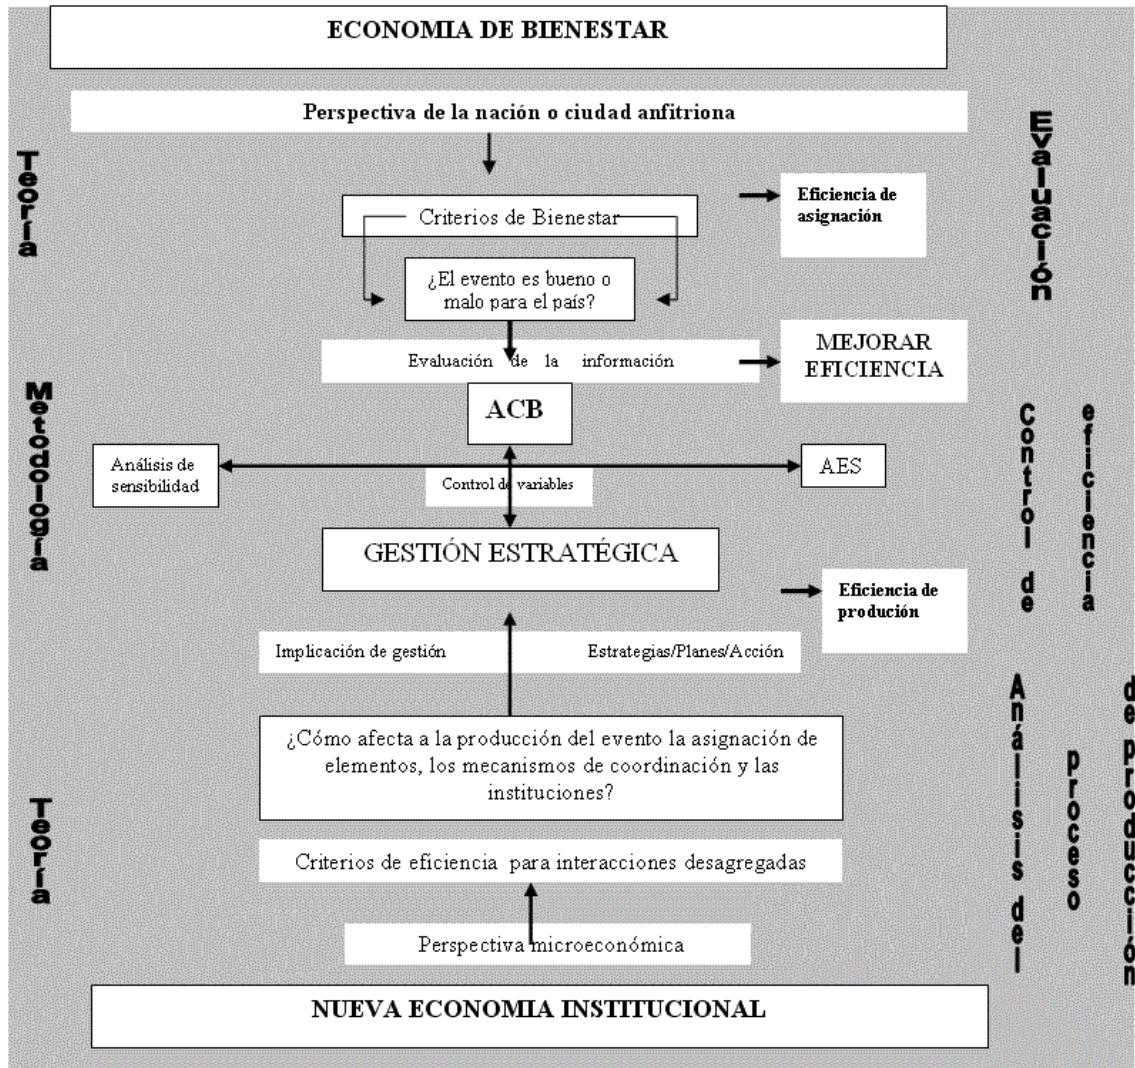 ECONOMIA DE BIENESTAR
Perspectiva de la nación o ciudad anfitriona
Teoría
Evaluación
Criterios de Bienestar
Eficiencia de
asignación
¿El evento es bueno o
malo para el país?
Evaluación de la información
MEJORAR
EFICIENCIA
Metodología
ACB
Control de
eficiencia
Análisis de
sensibilidad
Control de variables
AES
GESTIÓN ESTRATÉGICA
Eficiencia de
produción
Implicación de gestión
Estrategias/Planes/Acción
¿Cómo afecta a la producción del evento la asignación de
elementos, los mecanismos de coordinación y las
instituciones?
Teoría
Análisis del
proceso
de producción
Criterios de eficiencia para interacciones desagregadas
Perspectiva microeconómica
NUEVA ECONOMIA INSTITUCIONAL